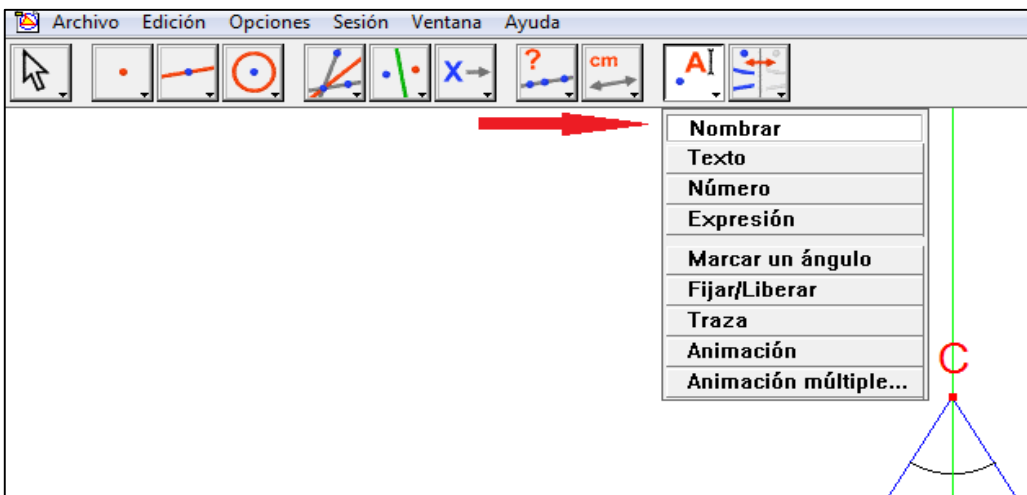 Archivo Edición Opciones Sesión Ventana Ayuda
X ? cm A
Nombrar
Texto
Número
Expresión
Marcar un ángulo
Fijar/Liberar
Traza
Animación
Animación múltiple...
C